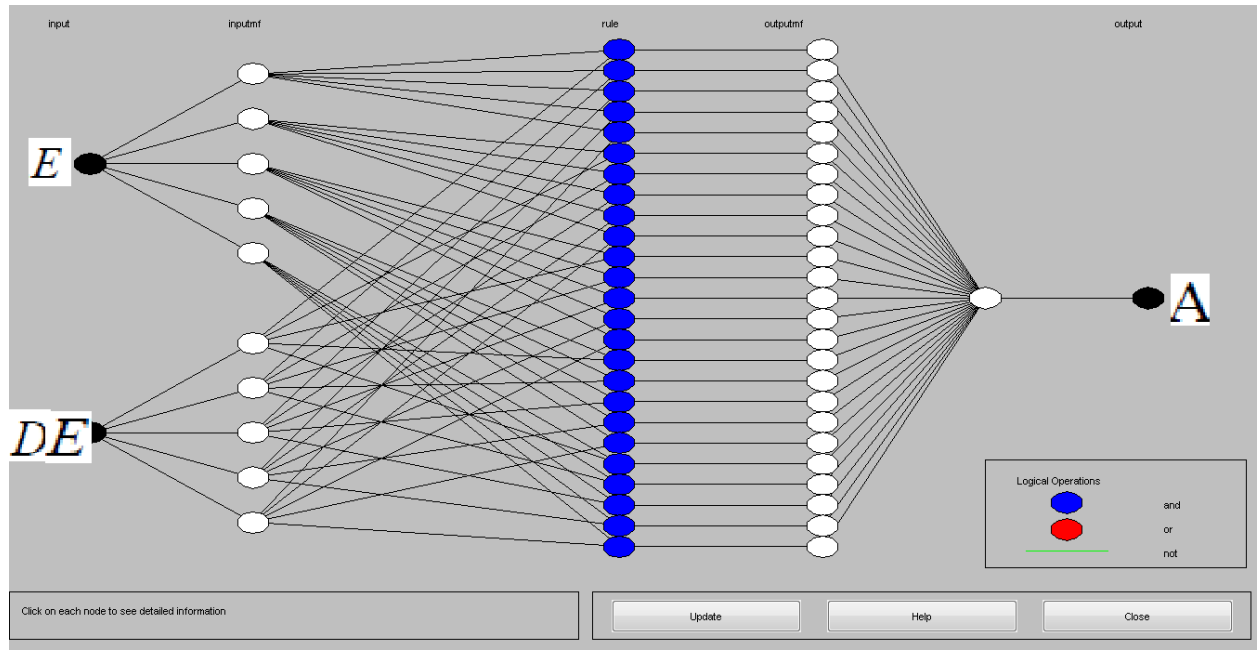 input inputmf rule outputmf output
E
DE
A
Logical Operations
and
or
not
Click on each node to see detailed information
Update Help Close